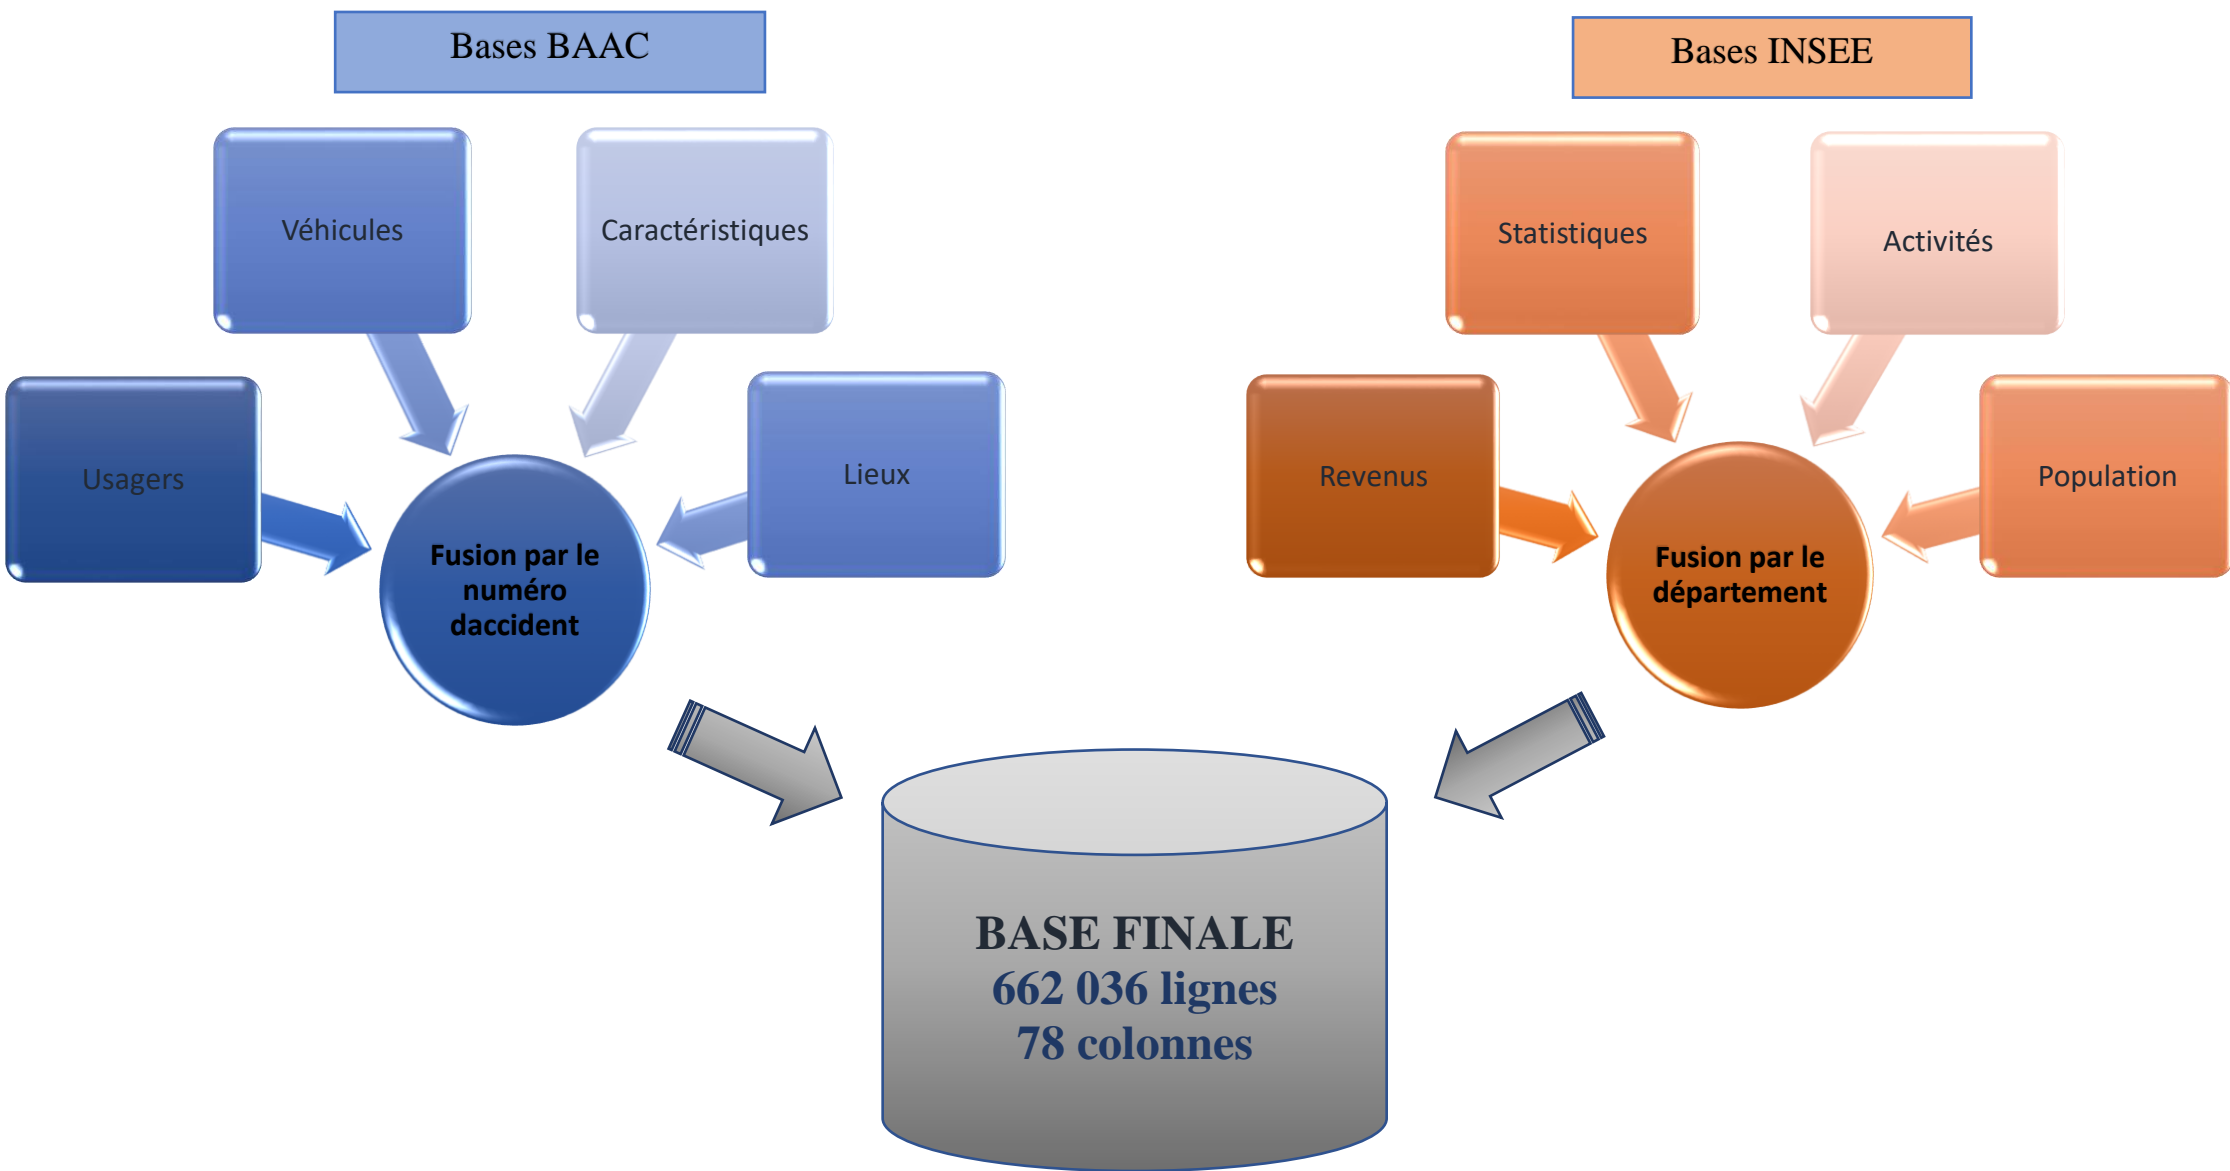 Bases BAAC
Bases INSEE
Véhicules
Caractéristiques
Statistiques
Activités
Usagers
Lieux
Revenus
Population
Fusion par le
numéro
daccident
Fusion par le
département
BASE FINALE
662 036 lignes
78 colonnes